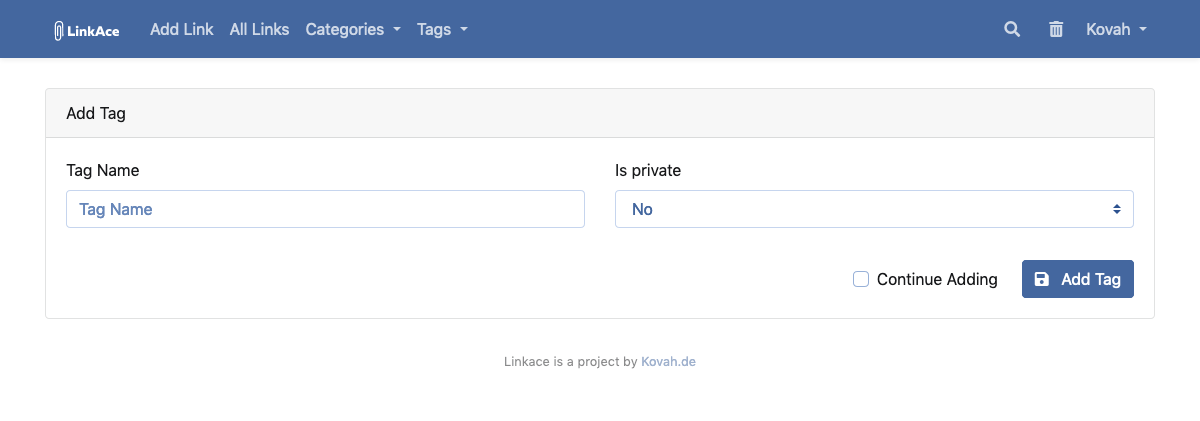 LinkAce Add Link All Links Categories Tags Kovah
Add Tag
Tag Name Is private
Tag Name No
Continue Adding Add Tag
Linkace is a project by Kovah.de